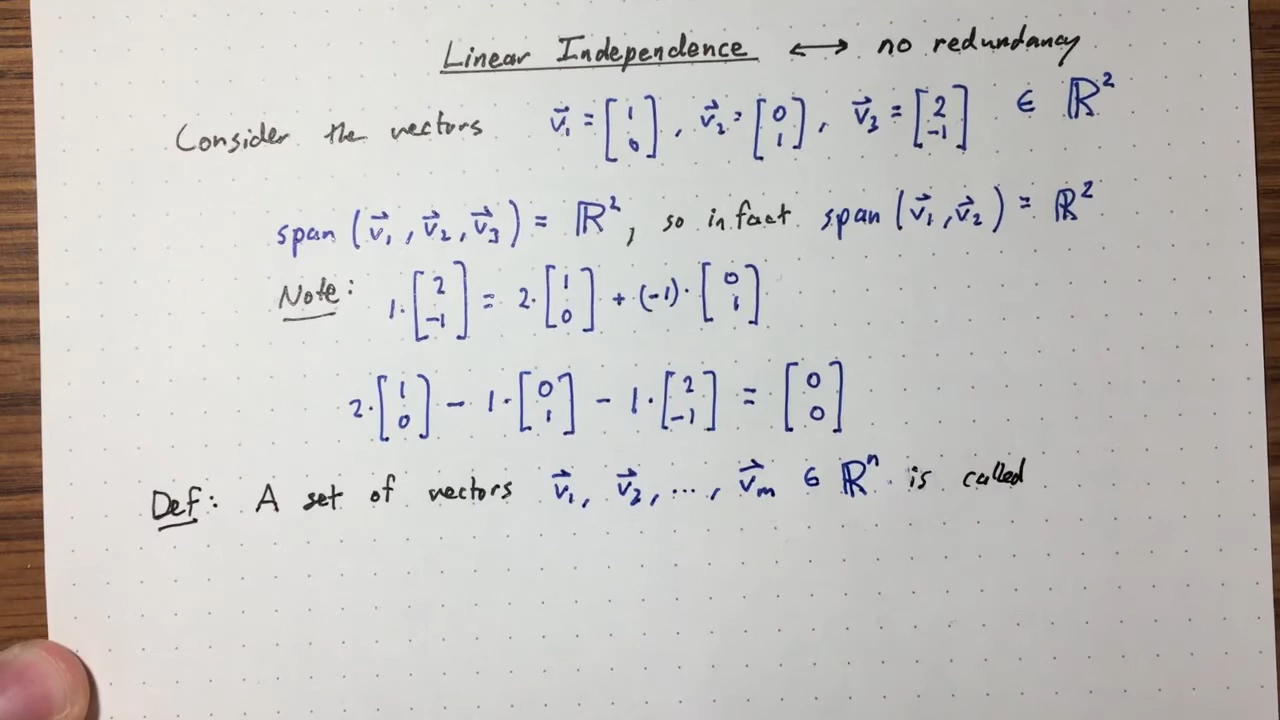 Linear Independence ⟷ no redundancy
Consider the vectors v⃗₁ = [1 0], v⃗₂ = [0 1], v⃗₃ = [2 -1] ∈ ℝ²
span (v⃗₁, v⃗₂, v⃗₃) = ℝ², so in fact span (v⃗₁, v⃗₂) = ℝ²
Note: 1·[2 -1] = 2·[1 0] + (-1)·[0 1]
2·[1 0] - 1·[0 1] - 1·[2 -1] = [0 0]
Def: A set of vectors v⃗₁, v⃗₂, ..., v⃗ₘ ∈ ℝⁿ is called